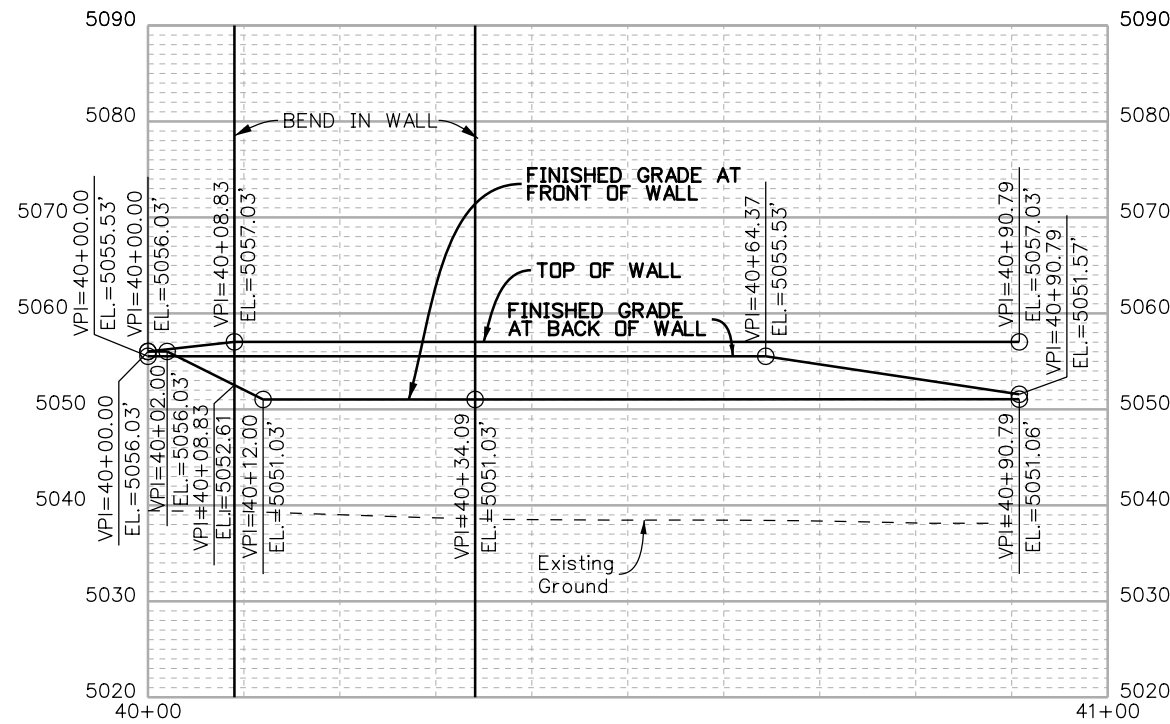 5090
5090
5080
5080
BEND IN WALL
FINISHED GRADE AT
FRONT OF WALL
5070
5070
VPI=40+00.00
EL.=5055.53'
VPI=40+00.00
EL.=5056.03'
VPI=40+08.83
EL.=5057.03'
VPI=40+64.37
EL.=5055.53'
VPI=40+90.79
EL.=5057.03'
VPI=40+90.79
EL.=5051.57'
TOP OF WALL
FINISHED GRADE
AT BACK OF WALL
5060
5060
5050
5050
VPI=40+00.00
EL.=5056.03'
VPI=40+02.00
EL.=5056.03'
VPI=40+08.83
EL.=5052.61
VPI=40+12.00
EL.=5051.03'
VPI=40+34.09
EL.=5051.03'
VPI=40+90.79
EL.=5051.06'
5040
5040
Existing
Ground
5030
5030
5020
5020
40+00
41+00